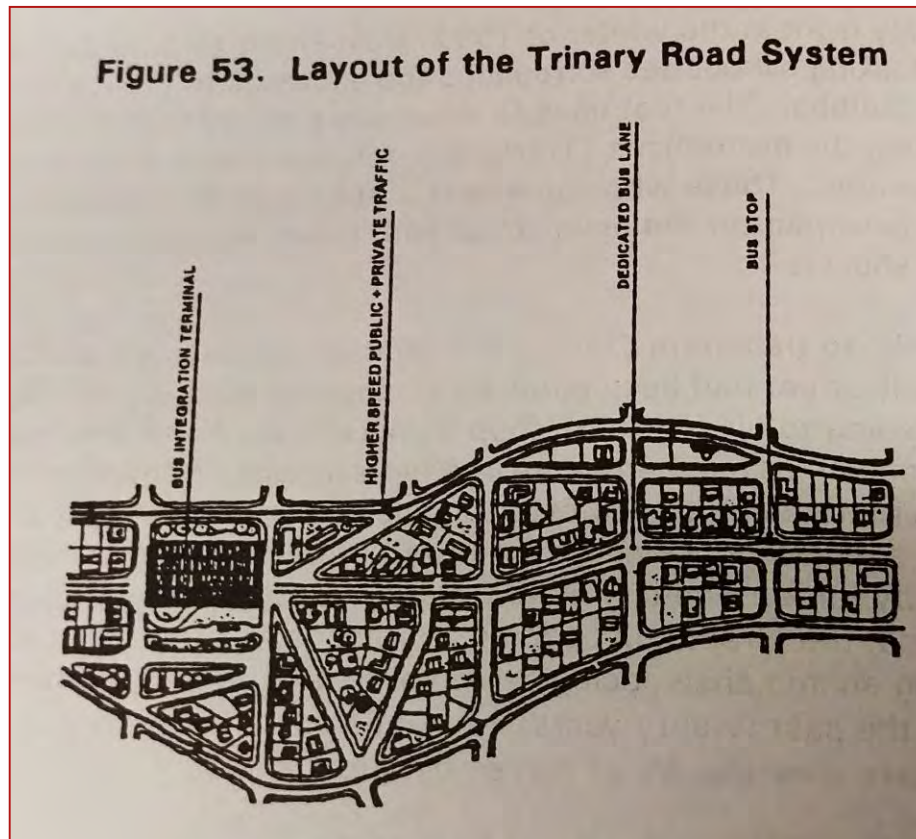 Figure 53. Layout of the Trinary Road System
BUS INTEGRATION TERMINAL
HIGHER SPEED PUBLIC + PRIVATE TRAFFIC
DEDICATED BUS LANE
BUS STOP